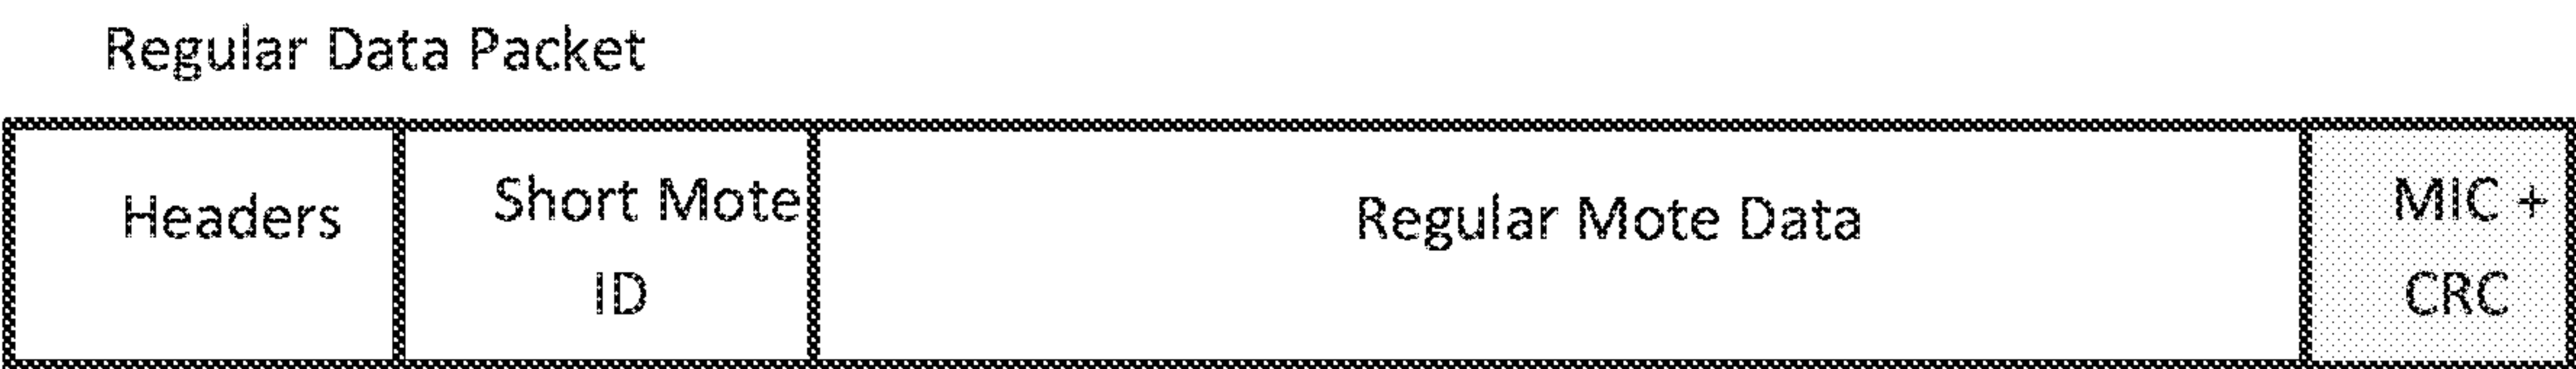 Regular Data Packet
Headers
Short Mote
ID
Regular Mote Data
MIC +
CRC